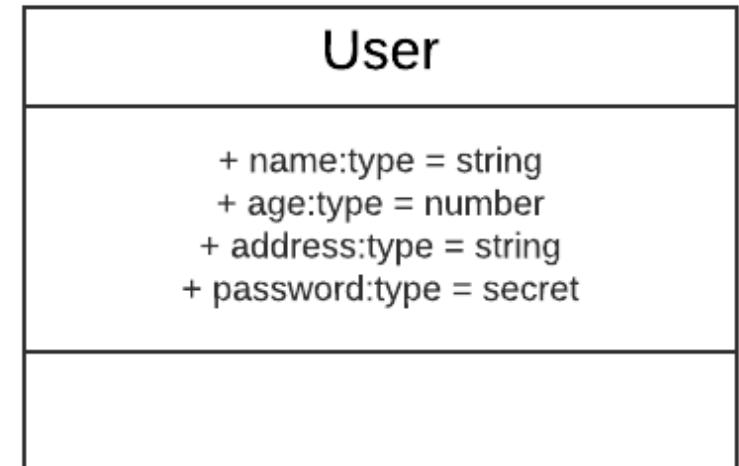 User
+ name:type = string
+ age:type = number
+ address:type = string
+ password:type = secret